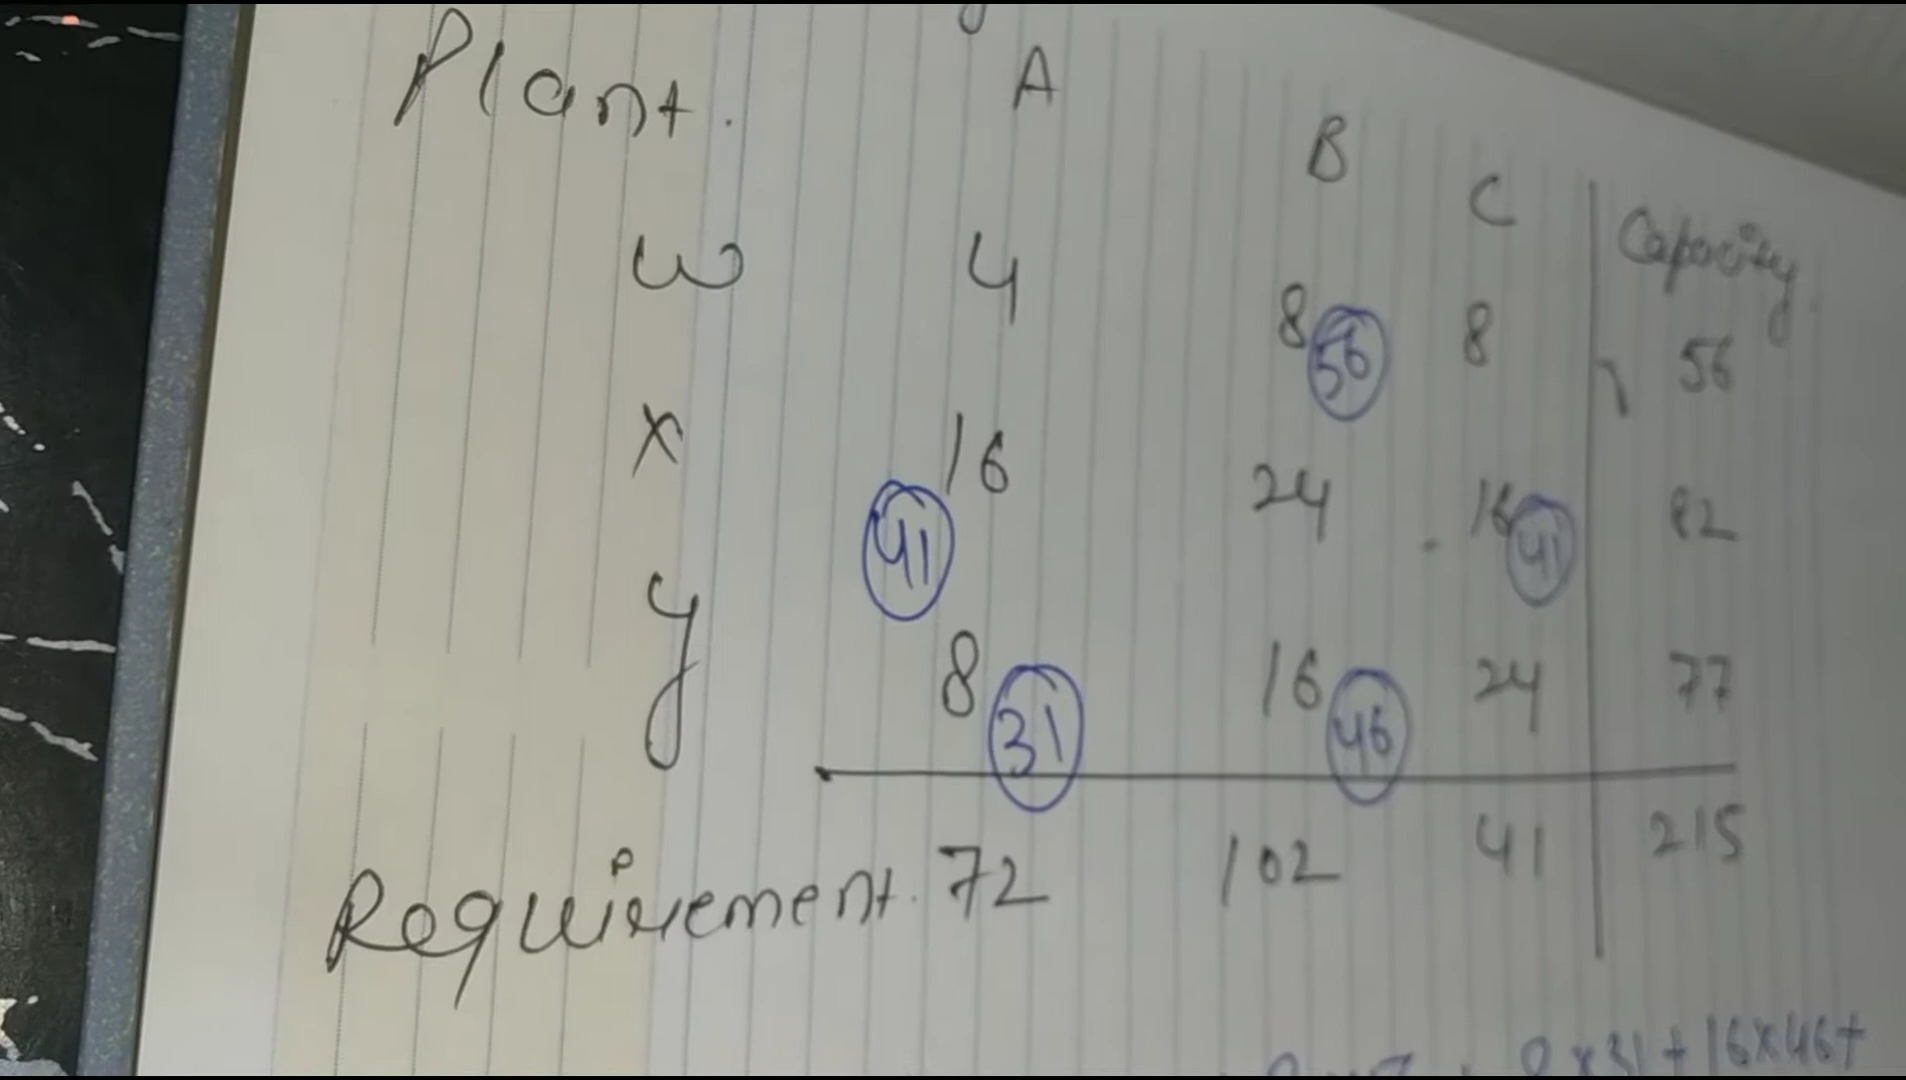 Plant. A B C Capacity
W 4 8 56 8 56
X 16 41 24 16 41 82
y 8 31 16 46 24 77
Requirement. 72 102 41 215
x31+16x46+